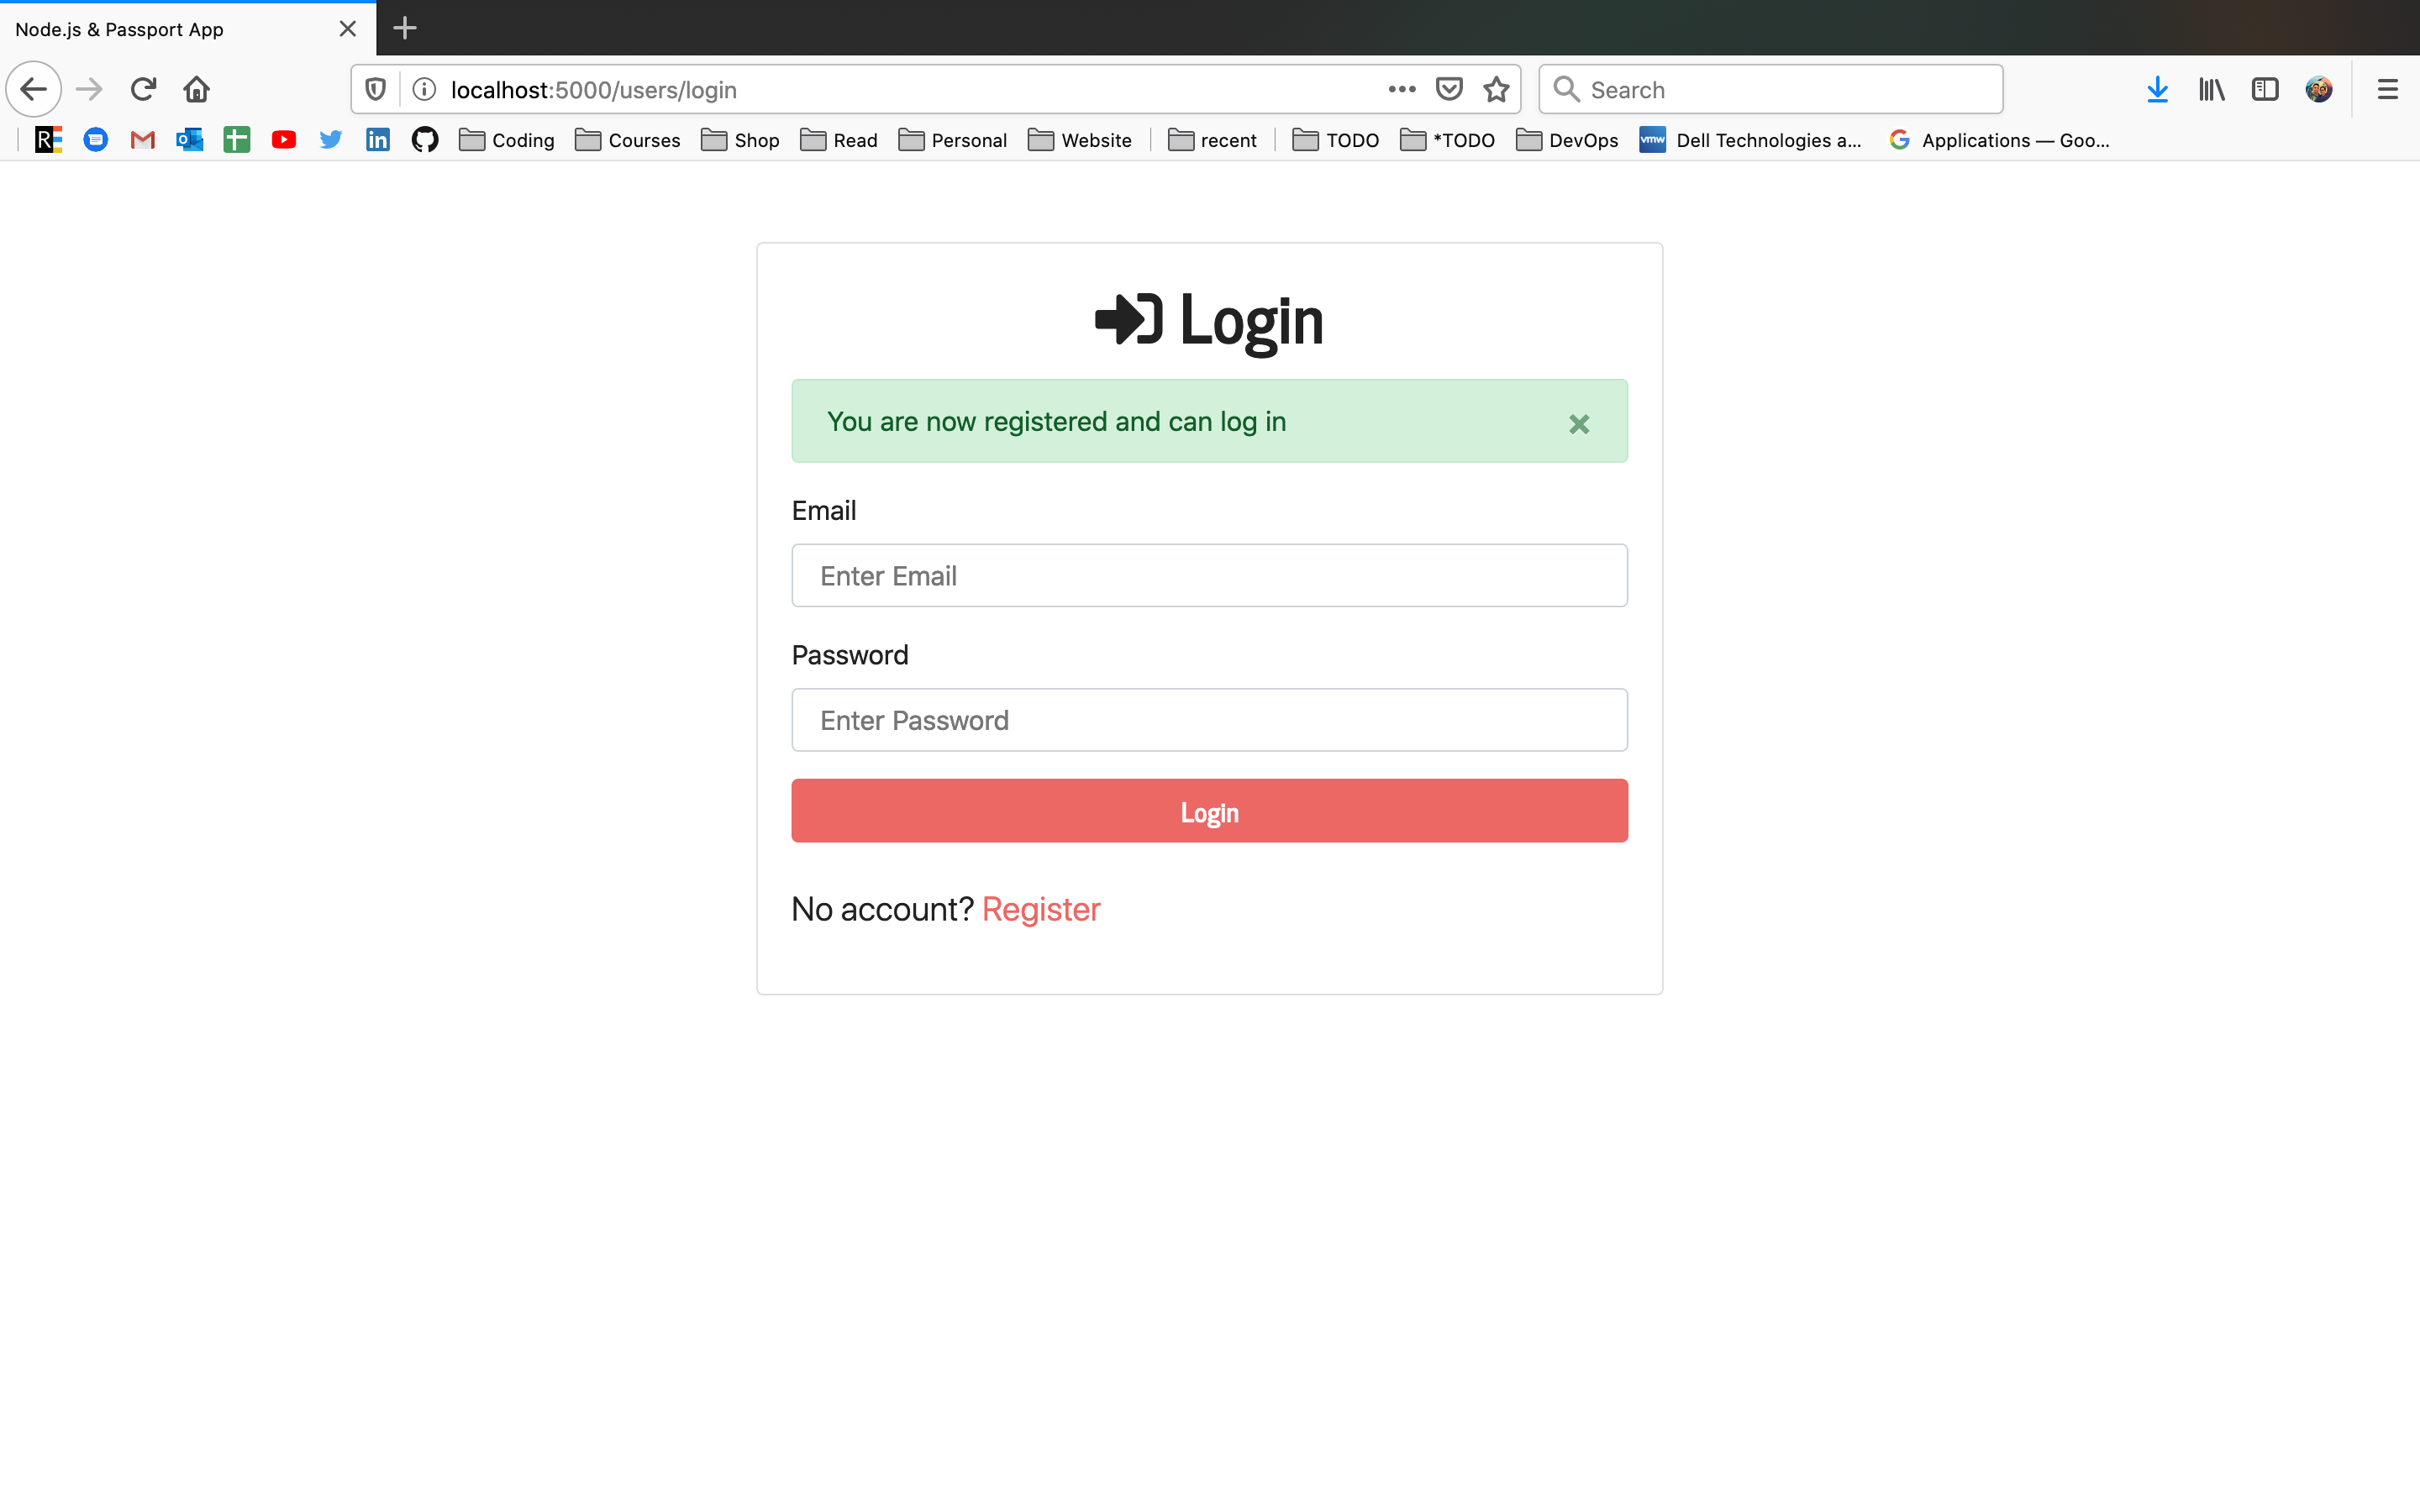 Node.js & Passport App
localhost:5000/users/login
Search
Coding Courses Shop Read Personal Website recent TODO *TODO DevOps vmw Dell Technologies a... Applications — Goo...
Login
You are now registered and can log in
Email
Enter Email
Password
Enter Password
Login
No account? Register